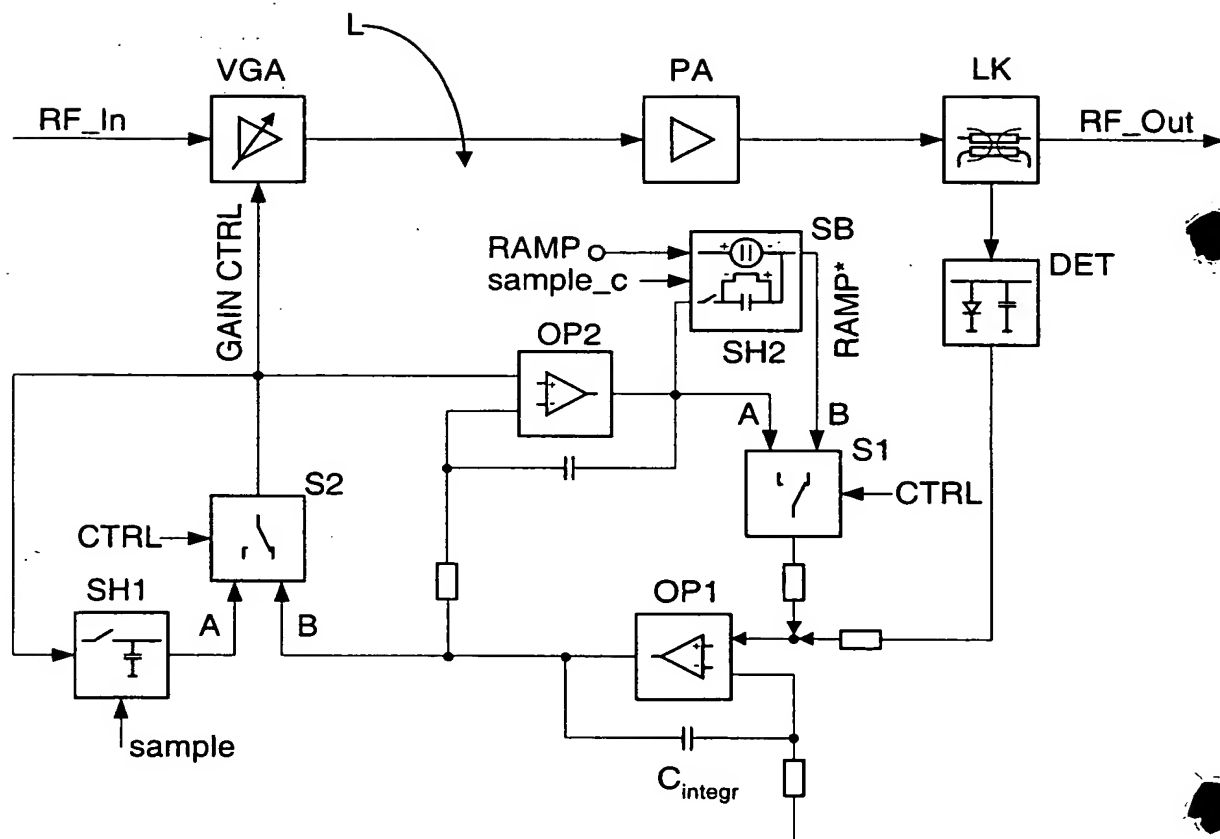 L
VGA
PA
LK
RF_In
RF_Out
GAIN CTRL
RAMP
sample_c
SB
RAMP*
DET
OP2
SH2
A
B
S1
CTRL
S2
CTRL
SH1
A
B
OP1
sample
Cintegr